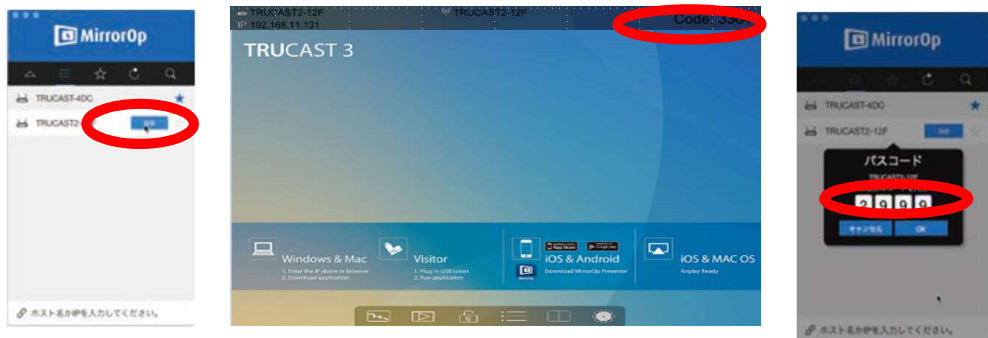 MirrorOp
TRUCAST-4DC
TRUCAST2-
ホスト名かIPを入力してください。
TRUCAST2-12F
TRUCAST2-12F
IP 192.168.11.131
Code: 330
TRUCAST 3
Windows & Mac
1. Enter the IP above in browser
2. Download application
Visitor
1. Plug in USB token
2. Run application
iOS & Android
Download MirrorOp Presenter
iOS & MAC OS
Airplay Ready
MirrorOp
TRUCAST-4DC
TRUCAST2-12F
パスコード
TRUCAST2-12F
2 9 9 9
キャンセル
OK
ホスト名かIPを入力してください。